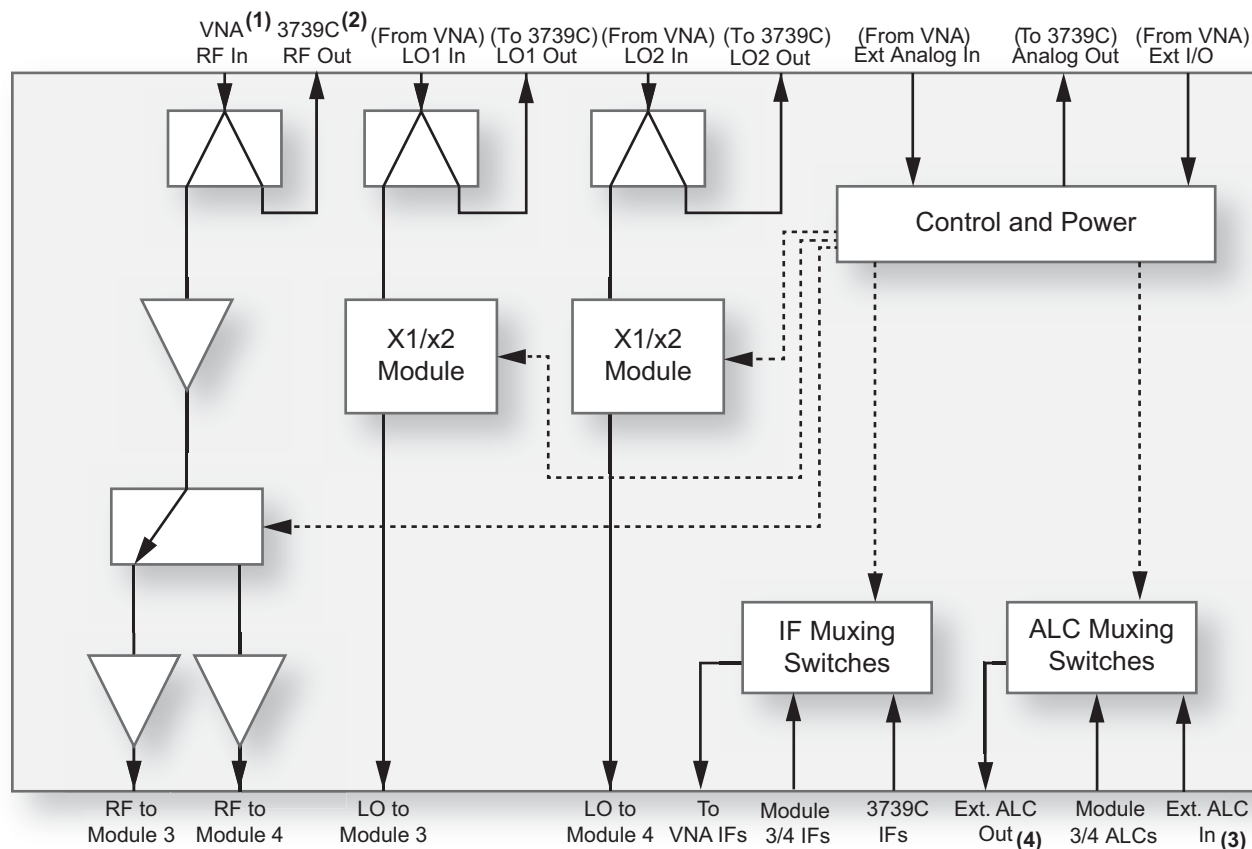 VNA(1)
RF In
3739C(2)
RF Out
(From VNA)
LO1 In
(To 3739C)
LO1 Out
(From VNA)
LO2 In
(To 3739C)
LO2 Out
(From VNA)
Ext Analog In
(To 3739C)
Analog Out
(From VNA)
Ext I/O
Control and Power
X1/x2
Module
X1/x2
Module
IF Muxing
Switches
ALC Muxing
Switches
RF to
Module 3
RF to
Module 4
LO to
Module 3
LO to
Module 4
To
VNA IFs
Module
3/4 IFs
3739C
IFs
Ext. ALC
Out(4)
Module
3/4 ALCs
Ext. ALC
In (3)